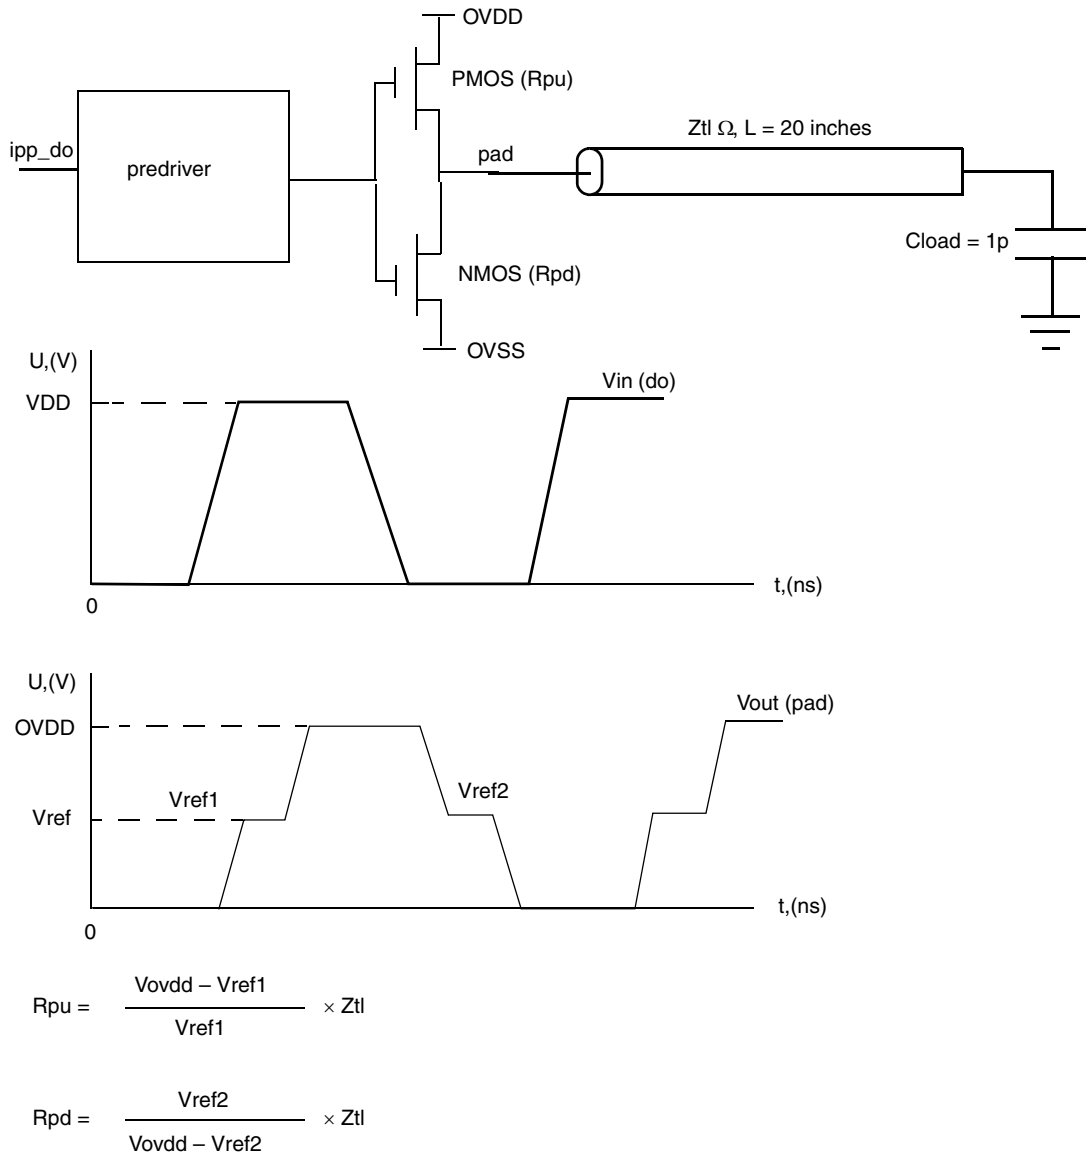 OVDD
PMOS (Rpu)
Ztl Ω, L = 20 inches
ipp_do
predriver
pad
Cload = 1p
NMOS (Rpd)
OVSS
U,(V)
VDD
Vin (do)
t,(ns)
0
U,(V)
OVDD
Vout (pad)
Vref1
Vref2
Vref
t,(ns)
0
Vovdd – Vref1
Rpu = × Ztl
Vref1
Vref2
Rpd = × Ztl
Vovdd – Vref2